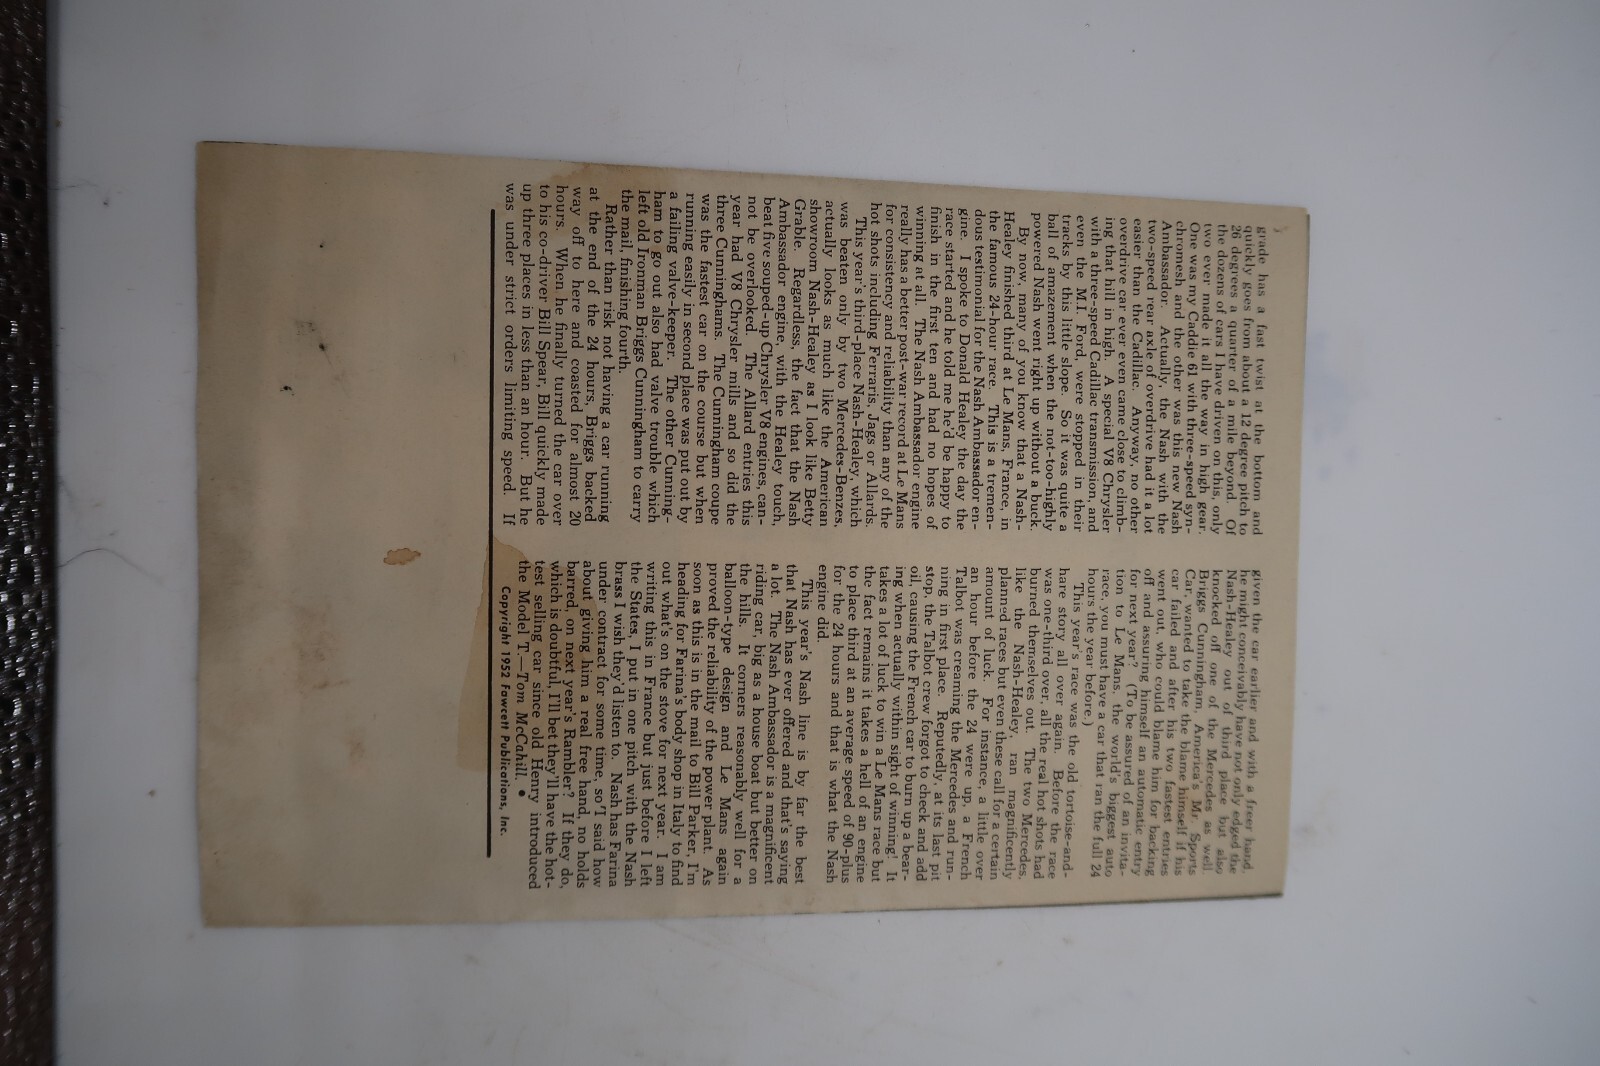 grade has a fast twist at the bottom and
quickly goes from about a 12 degree pitch to
26 degrees a quarter of a mile beyond. Of
the dozens of cars I have driven on this, only
two ever made it all the way in high gear.
One was my Caddie 61 with three-speed syn-
chromesh and the other was this new Nash
Ambassador. Actually, the Nash with the
two-speed rear axle of overdrive had it a lot
easier than the Cadillac. Anyway, no other
overdrive car ever even came close to climb-
ing that hill in high. A special V8 Chrysler
with a three-speed Cadillac transmission, and
even the M.I. Ford, were stopped in their
tracks by this little slope. So it was quite a
ball of amazement when the not-too-highly
powered Nash went right up without a buck.
By now, many of you know that a Nash-
Healey finished third at Le Mans, France, in
the famous 24-hour race. This is a tremen-
dous testimonial for the Nash Ambassador en-
gine. I spoke to Donald Healey the day the
race started and he told me he'd be happy to
finish in the first ten and had no hopes of
winning at all. The Nash Ambassador engine
really has a better post-war record at Le Mans
for consistency and reliability than any of the
hot shots including Ferraris, Jags or Allards.
This year's third-place Nash-Healey, which
was beaten only by two Mercedes-Benzes,
actually looks as much like the American
showroom Nash-Healey as I look like Betty
Grable. Regardless, the fact that the Nash
Ambassador engine, with the Healey touch,
beat five souped-up Chrysler V8 engines, can-
not be overlooked. The Allard entries this
year had V8 Chrysler mills and so did the
three Cunninghams. The Cunningham coupe
was the fastest car on the course but when
running easily in second place was put out by
a failing valve-keeper. The other Cunning-
ham to go out also had valve trouble which
left old Ironman Briggs Cunningham to carry
the mail, finishing fourth.
Rather than risk not having a car running
at the end of the 24 hours, Briggs backed
way off to here and coasted for almost 20
hours. When he finally turned the car over
to his co-driver Bill Spear, Bill quickly made
up three places in less than an hour. But he
was under strict orders limiting speed. If
given the car earlier and with a freer hand,
he might conceivably have not only edged the
Nash-Healey out of third place but also
knocked off one of the Mercedes as well.
Briggs Cunningham, America's Mr. Sports
Car, wanted to take the blame himself if his
car failed and after his two fastest entries
went out, who could blame him for backing
off and assuring himself an automatic entry
for next year? (To be assured of an invita-
tion to Le Mans, the world's biggest auto
race, you must have a car that ran the full 24
hours the year before.)
This year's race was the old tortoise-and-
hare story all over again. Before the race
was one-third over, all the real hot shots had
burned themselves out. The two Mercedes,
like the Nash-Healey, ran magnificently
planned races but even these call for a certain
amount of luck. For instance, a little over
an hour before the 24 were up, a French
Talbot was creaming the Mercedes and run-
ning in first place. Reputedly, at its last pit
stop, the Talbot crew forgot to check and add
oil, causing the French car to burn up a bear-
ing when actually within sight of winning! It
takes a lot of luck to win a Le Mans race but
the fact remains it takes a hell of an engine
to place third at an average speed of 90-plus
for the 24 hours and that is what the Nash
engine did.
This year's Nash line is by far the best
that Nash has ever offered and that's saying
a lot. The Nash Ambassador is a magnificent
riding car, big as a house boat but better on
the hills. It corners reasonably well for a
balloon-type design and Le Mans again
proved the reliability of the power plant. As
soon as this is in the mail to Bill Parker, I'm
heading for Farina's body shop in Italy to find
out what's on the stove for next year. I am
writing this in France but just before I left
the States, I put in one pitch with the Nash
brass I wish they'd listen to. Nash has Farina
under contract for some time, so I said how
about giving him a real free hand, no holds
barred, on next year's Rambler? If they do,
which is doubtful, I'll bet they'll have the hot-
test selling car since old Henry introduced
the Model T.—Tom McCahill. •
Copyright 1952 Fawcett Publications, Inc.